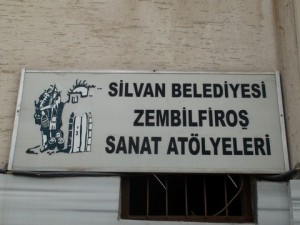 SİLVAN BELEDİYESİ
ZEMBİLFİROŞ
SANAT ATÖLYELERİ